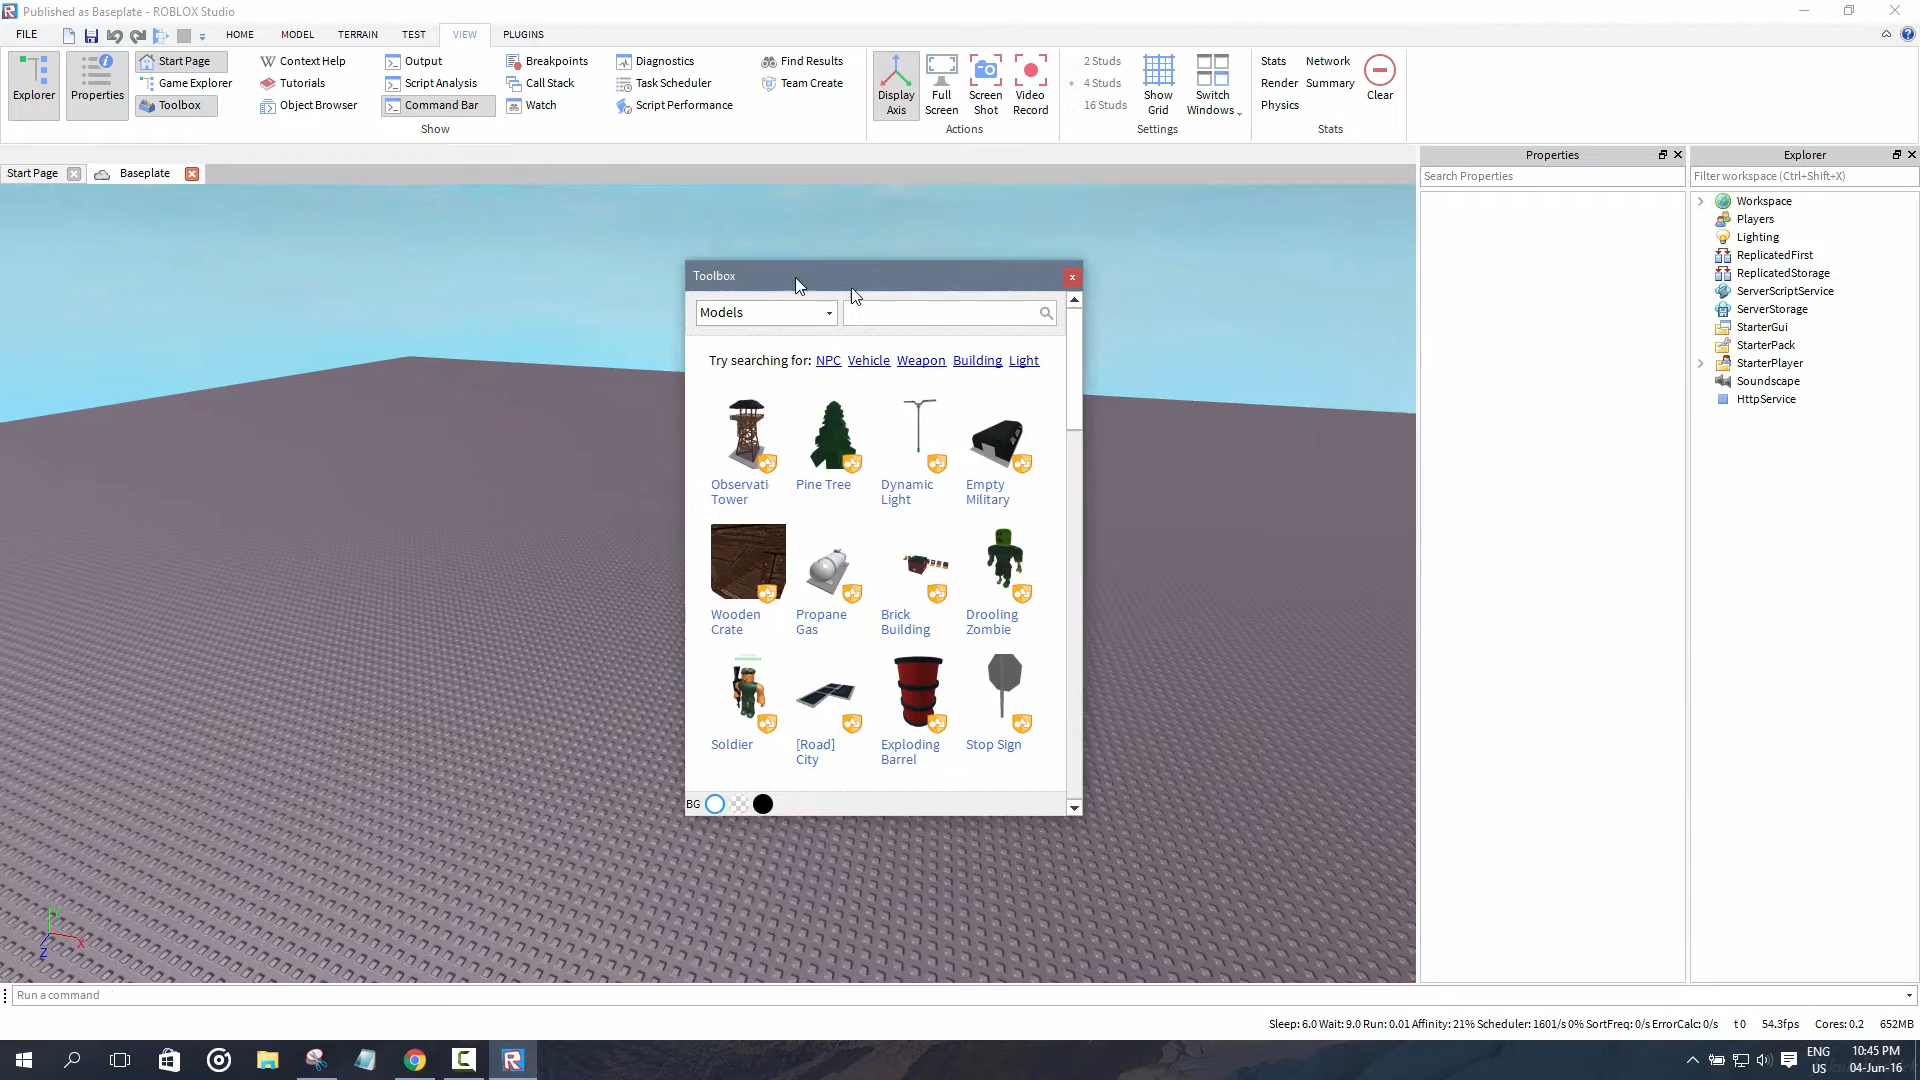 Published as Baseplate - ROBLOX Studio
FILE HOME MODEL TERRAIN TEST VIEW PLUGINS
Explorer
Properties
Start Page
Game Explorer
Toolbox
Context Help
Tutorials
Object Browser
Output
Script Analysis
Command Bar
Breakpoints
Call Stack
Watch
Diagnostics
Task Scheduler
Script Performance
Find Results
Team Create
Show
Display
Axis
Full
Screen
Screen
Shot
Video
Record
Actions
2 Studs
4 Studs
16 Studs
Show
Grid
Switch
Windows
Settings
Stats
Render
Physics
Network
Summary
Clear
Stats
Start Page
Baseplate
Toolbox
Models
Try searching for: NPC Vehicle Weapon Building Light
Observati
Tower
Pine Tree
Dynamic
Light
Empty
Military
Wooden
Crate
Propane
Gas
Brick
Building
Drooling
Zombie
Soldier
[Road]
City
Exploding
Barrel
Stop Sign
BG
Properties
Search Properties
Explorer
Filter workspace (Ctrl+Shift+X)
Workspace
Players
Lighting
ReplicatedFirst
ReplicatedStorage
ServerScriptService
ServerStorage
StarterGui
StarterPack
StarterPlayer
Soundscape
HttpService
Y
X
Z
Run a command
Sleep: 6.0 Wait: 9.0 Run: 0.01 Affinity: 21% Scheduler: 1601/s 0% SortFreq: 0/s ErrorCalc: 0/s t 0 54.3fps Cores: 0.2 652MB
ENG
US
10:45 PM
04-Jun-16